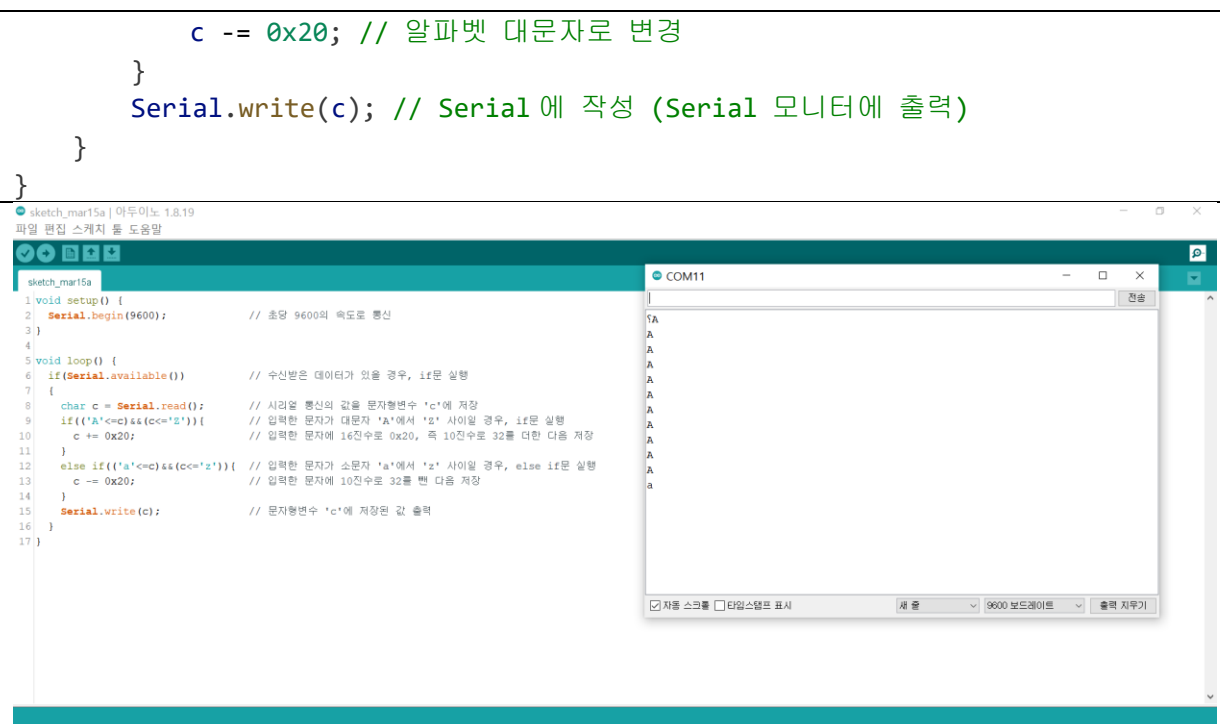 c -= 0x20; // 알파벳 대문자로 변경
}
Serial.write(c); // Serial에 작성 (Serial 모니터에 출력)
}
}
sketch_mar15a | 아두이노 1.8.19
파일 편집 스케치 툴 도움말
sketch_mar15a
1 void setup() {
2 Serial.begin(9600); // 초당 9600의 속도로 통신
3 }
4
5 void loop() {
6 if(Serial.available()) // 수신받은 데이터가 있을 경우, if문 실행
7 {
8 char c = Serial.read(); // 시리얼 통신의 값을 문자형변수 'c'에 저장
9 if(('A'<=c)&&(c<='Z')){ // 입력한 문자가 대문자 'A'에서 'Z' 사이일 경우, if문 실행
10 c += 0x20; // 입력한 문자에 16진수로 0x20, 즉 10진수로 32를 더한 다음 저장
11 }
12 else if(('a'<=c)&&(c<='z')){ // 입력한 문자가 소문자 'a'에서 'z' 사이일 경우, else if문 실행
13 c -= 0x20; // 입력한 문자에 10진수로 32를 뺀 다음 저장
14 }
15 Serial.write(c); // 문자형변수 'c'에 저장된 값 출력
16 }
17 }
COM11
전송
⸮A
A
A
A
A
A
A
A
A
A
A
a
자동 스크롤 타임스탬프 표시 새 줄 9600 보드레이트 출력 지우기